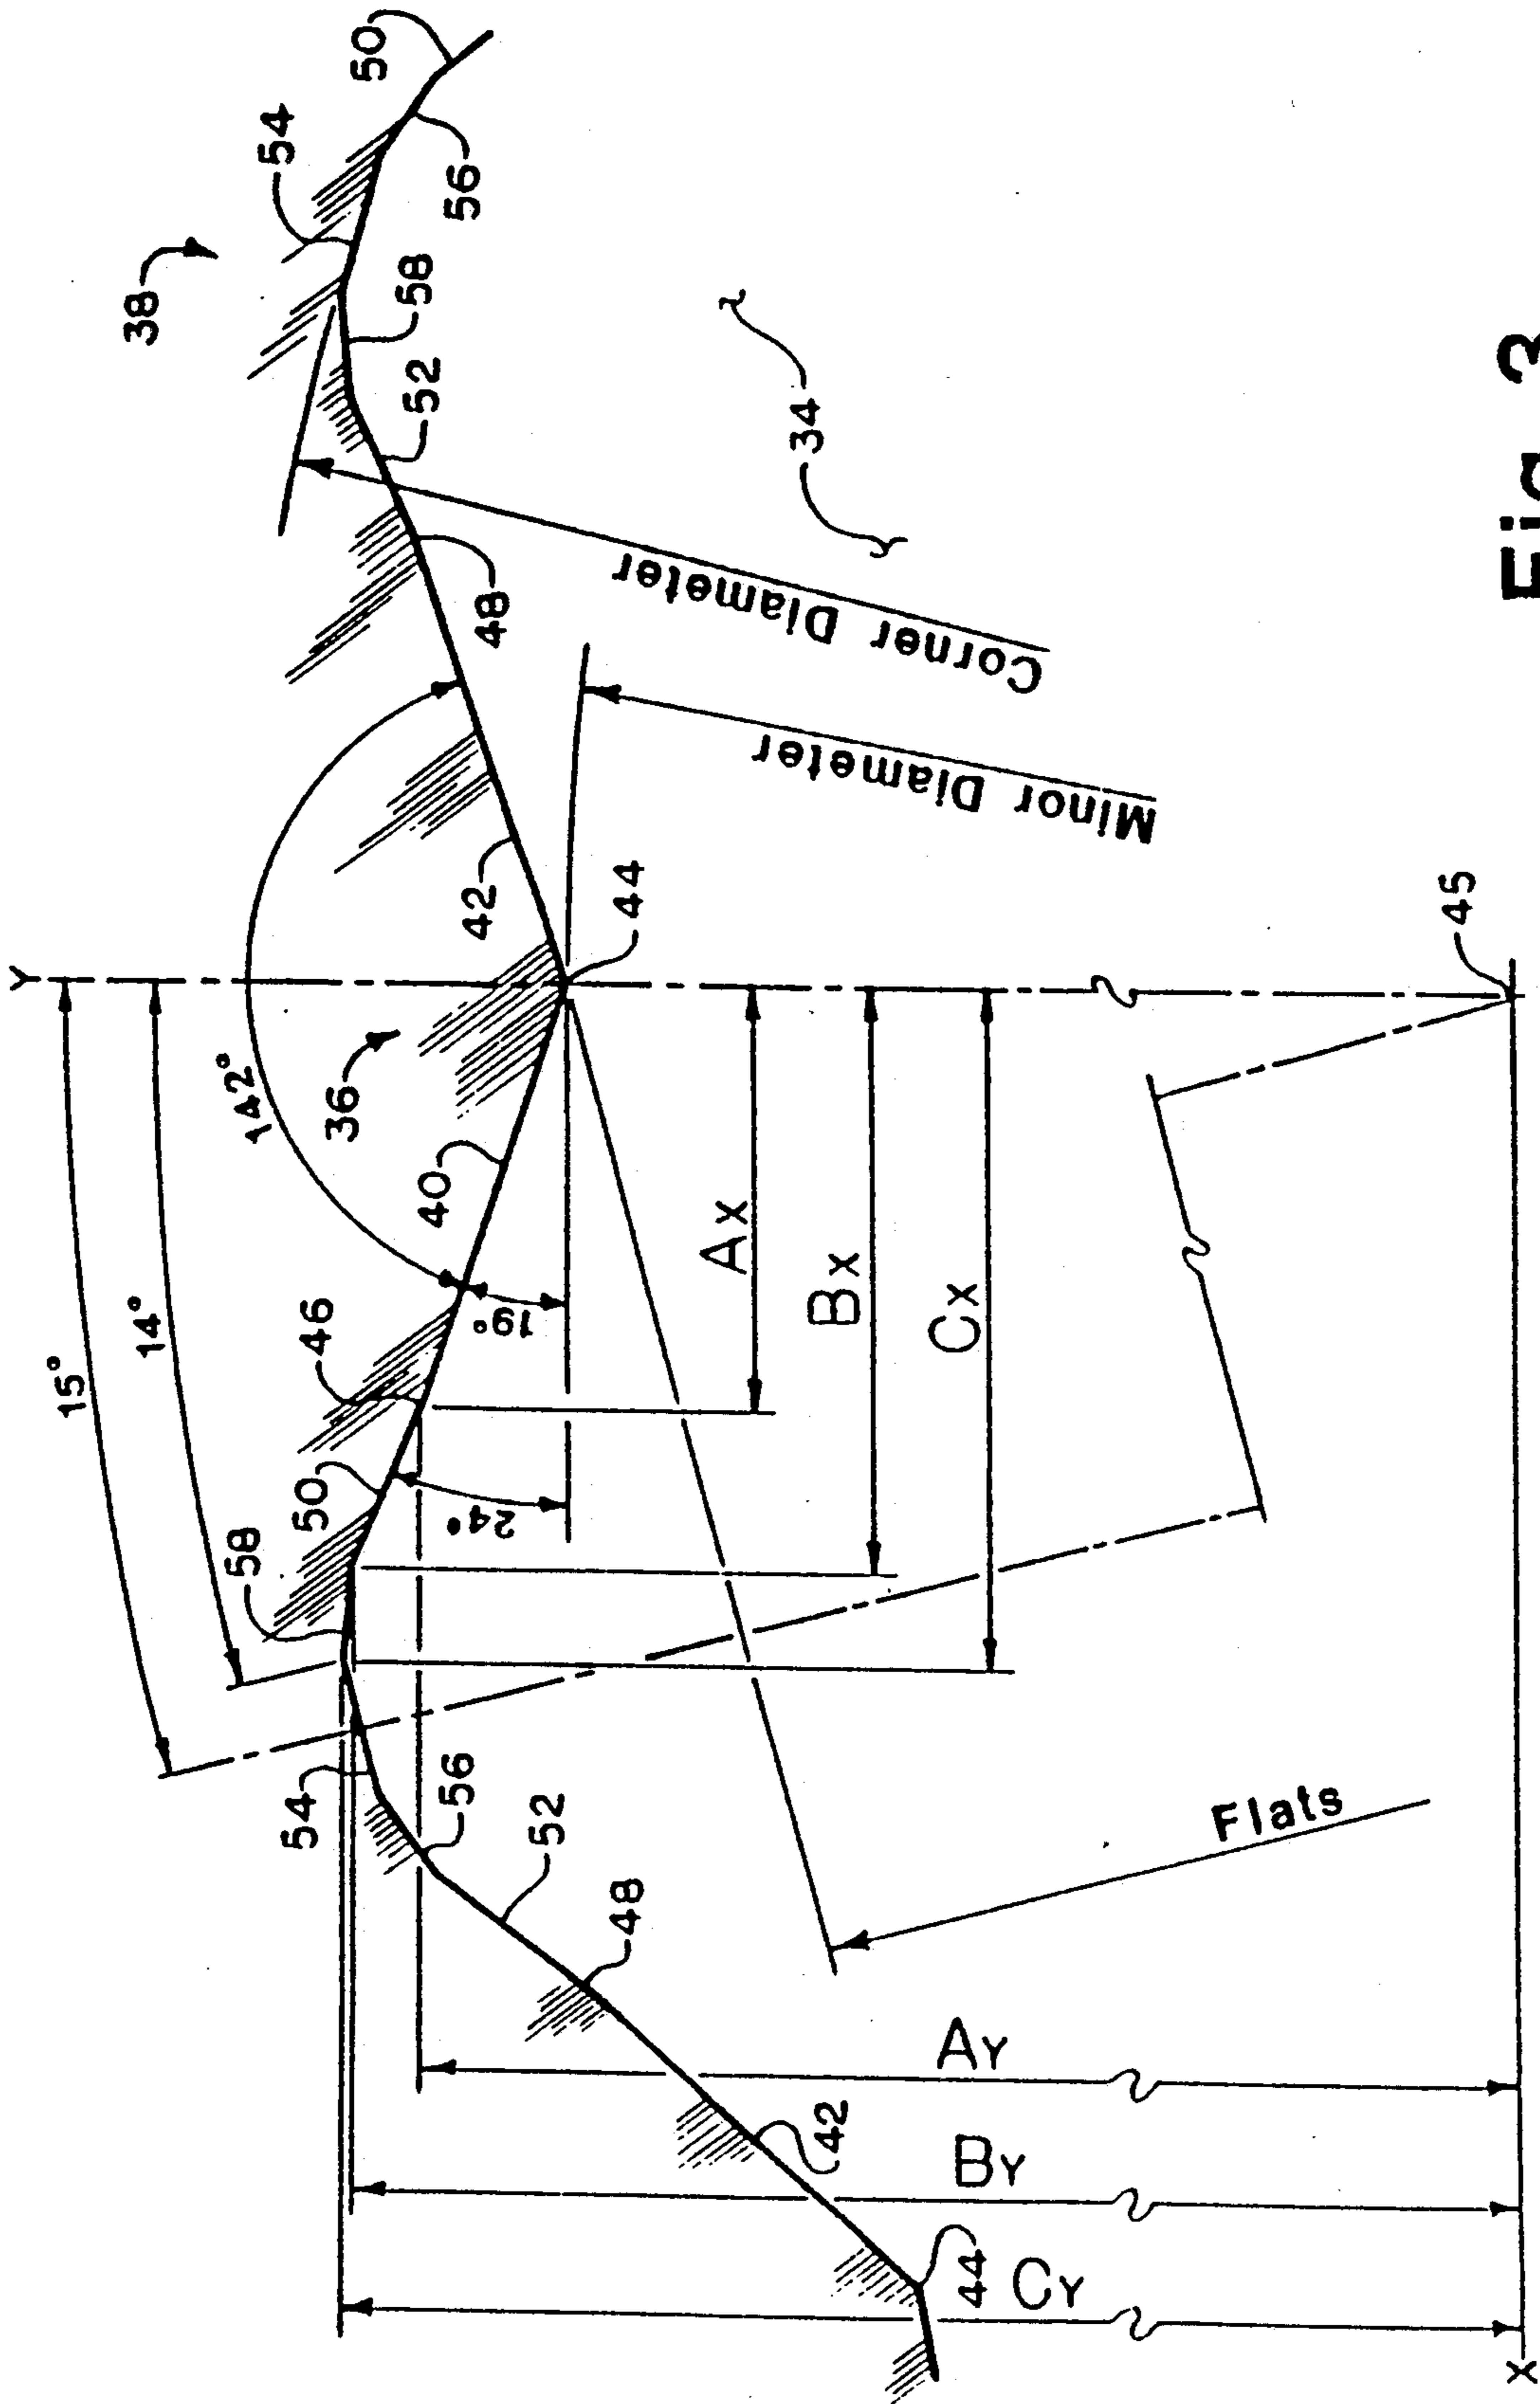 Y
15°
14°
142°
38
54
50
56
58
52
48
36
42
44
34
Corner Diameter
Minor Diameter
40
46
19°
24°
50
58
54
56
52
48
42
44
AX
BX
CX
Flats
AY
BY
CY
45
X
Fig. 3